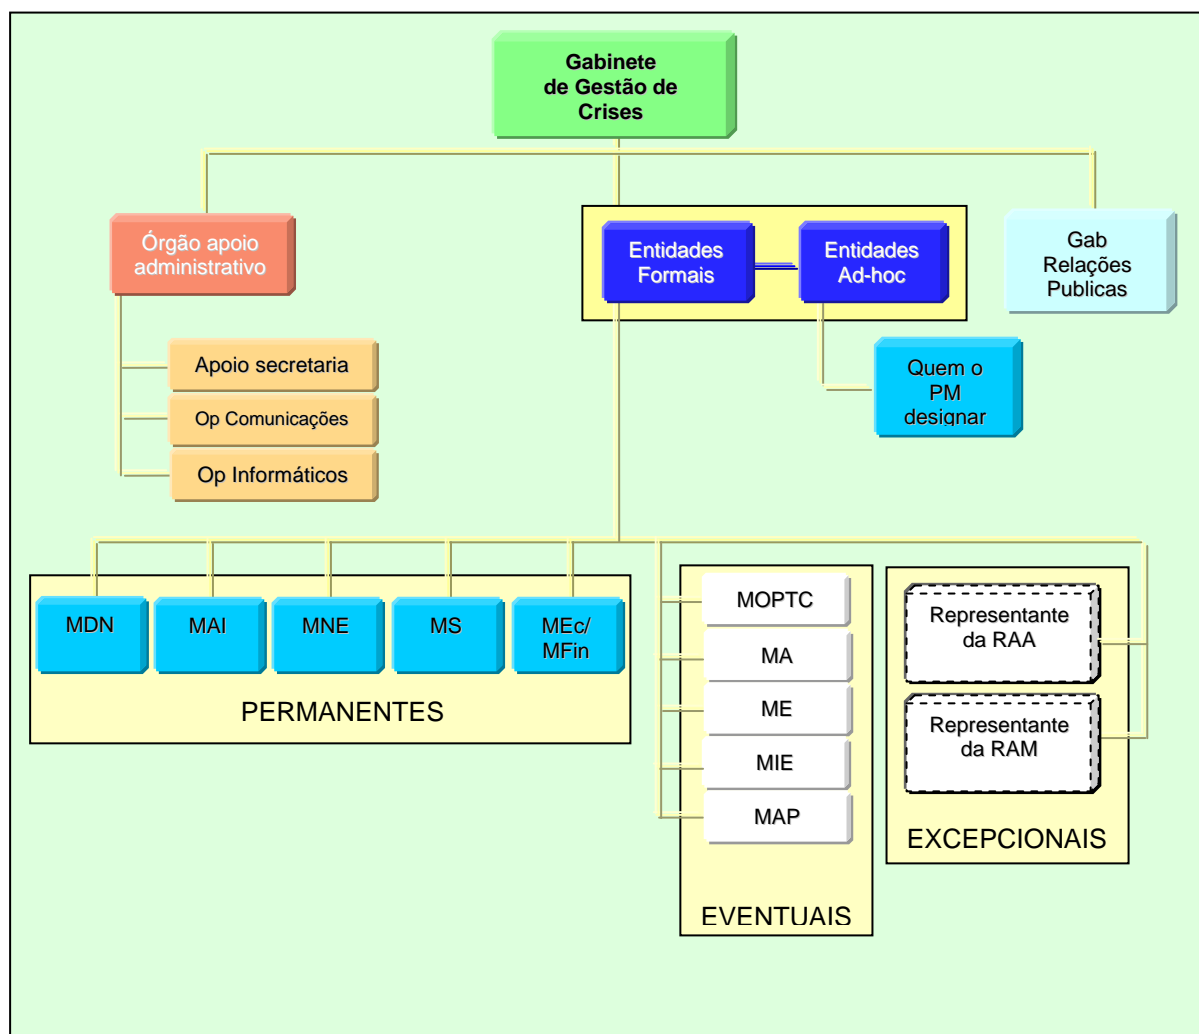 Gabinete
de Gestão de
Crises
Órgão apoio
administrativo
Entidades
Formais
Entidades
Ad-hoc
Gab
Relações
Publicas
Apoio secretaria
Op Comunicações
Op Informáticos
Quem o
PM
designar
MDN
MAI
MNE
MS
MEc/
MFin
PERMANENTES
MOPTC
MA
ME
MIE
MAP
EVENTUAIS
Representante
da RAA
Representante
da RAM
EXCEPCIONAIS